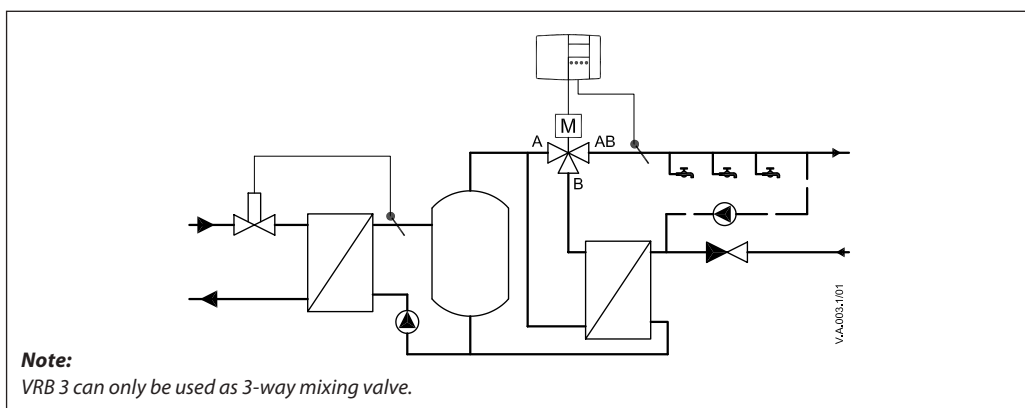 M
A
AB
B
V.A.003.1/01
Note:
VRB 3 can only be used as 3-way mixing valve.